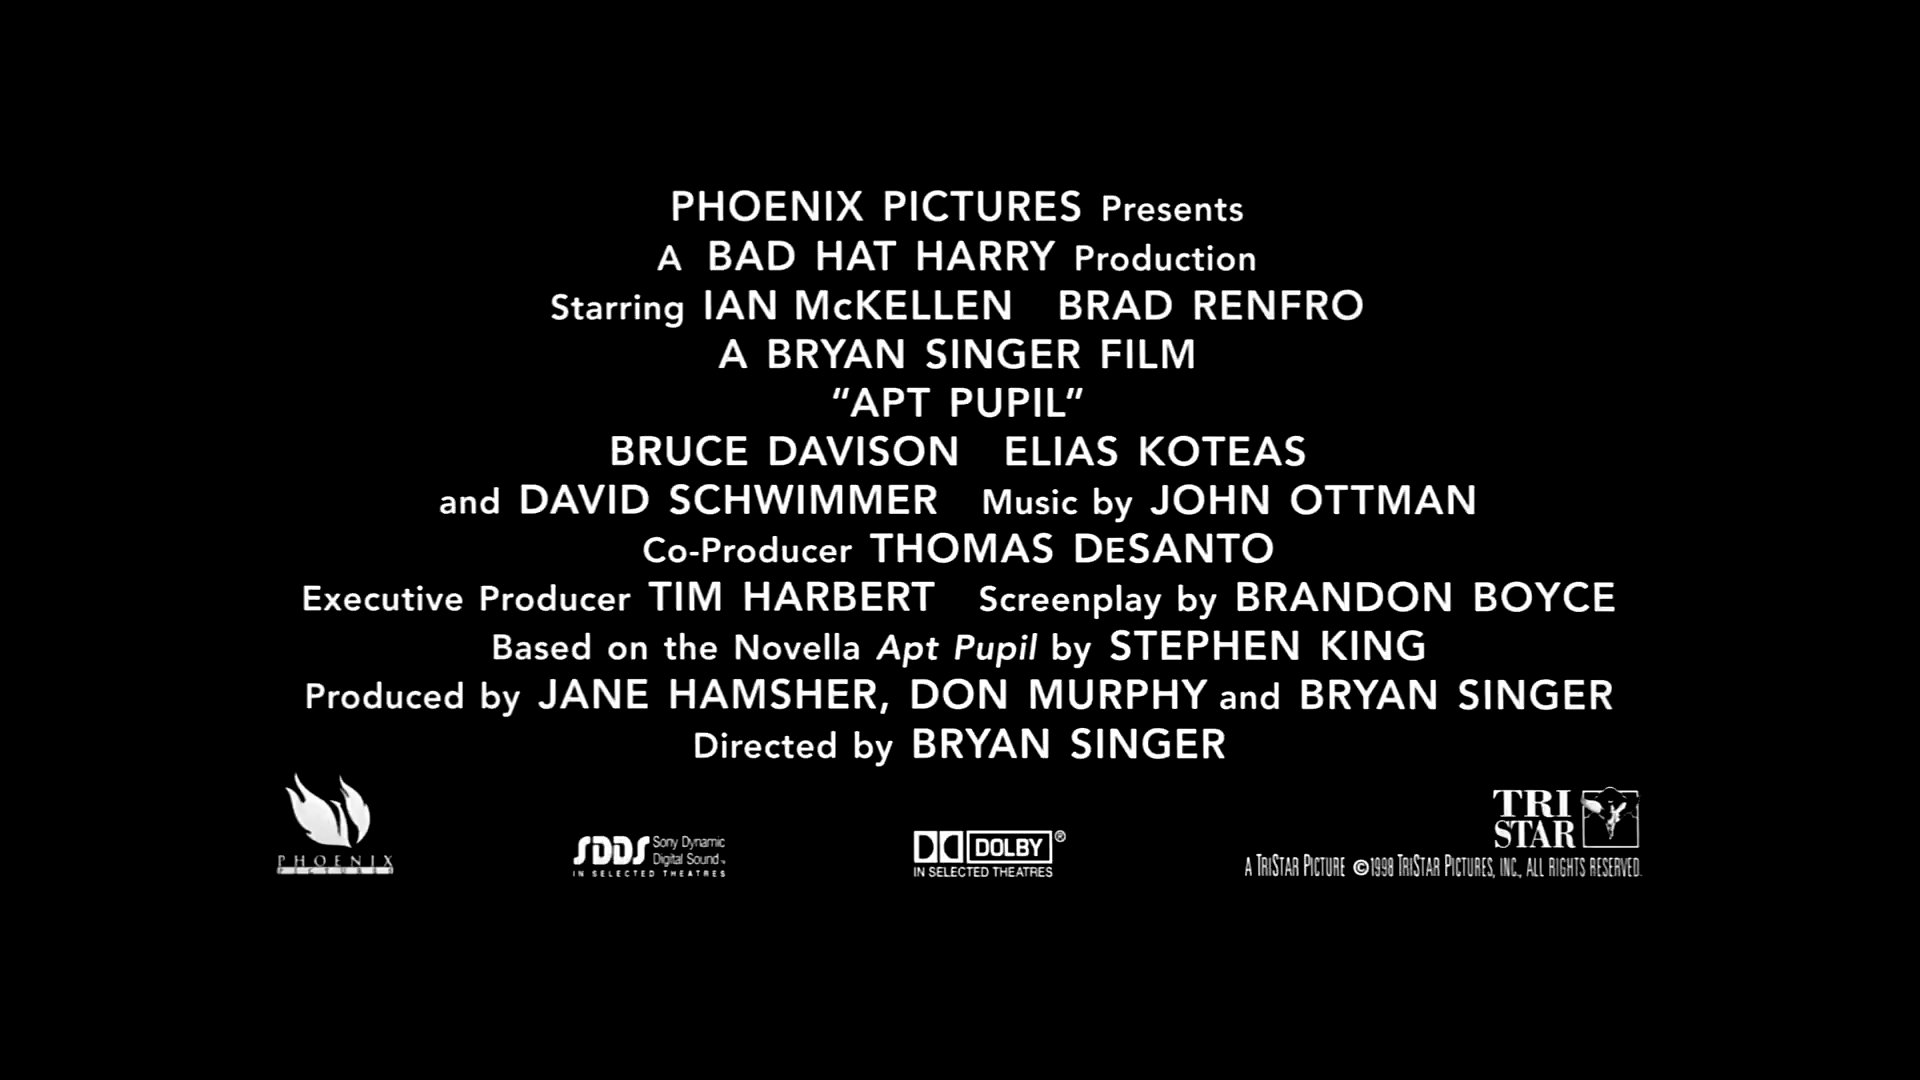 PHOENIX PICTURES Presents
A BAD HAT HARRY Production
Starring IAN McKELLEN BRAD RENFRO
A BRYAN SINGER FILM
“APT PUPIL”
BRUCE DAVISON ELIAS KOTEAS
and DAVID SCHWIMMER Music by JOHN OTTMAN
Co-Producer THOMAS DESANTO
Executive Producer TIM HARBERT Screenplay by BRANDON BOYCE
Based on the Novella Apt Pupil by STEPHEN KING
Produced by JANE HAMSHER, DON MURPHY and BRYAN SINGER
Directed by BRYAN SINGER
PHOENIX
PICTURES
SDDS Sony Dynamic
Digital Sound™
IN SELECTED THEATRES
DOLBY®
IN SELECTED THEATRES
TRI
STAR
A TRISTAR PICTURE ©1998 TRISTAR PICTURES, INC., ALL RIGHTS RESERVED.